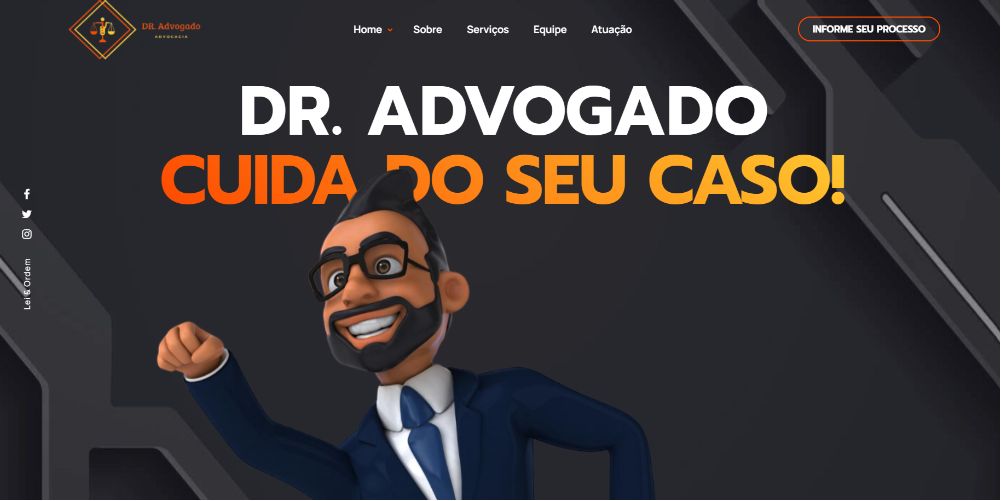 DR. Advogado
ADVOCACIA
Home
Sobre
Serviços
Equipe
Atuação
INFORME SEU PROCESSO
DR. ADVOGADO
CUIDA DO SEU CASO!
Lei & Ordem